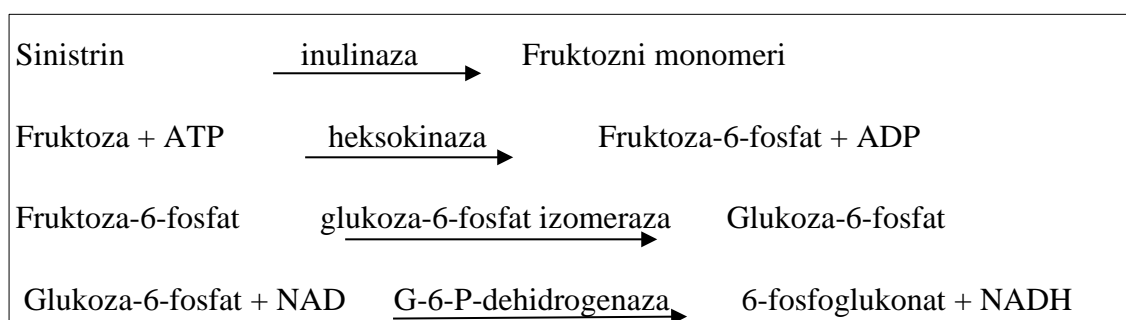 Sinistrin inulinaza Fruktozni monomeri
Fruktoza + ATP heksokinaza Fruktoza-6-fosfat + ADP
Fruktoza-6-fosfat glukoza-6-fosfat izomeraza Glukoza-6-fosfat
Glukoza-6-fosfat + NAD G-6-P-dehidrogenaza 6-fosfoglukonat + NADH